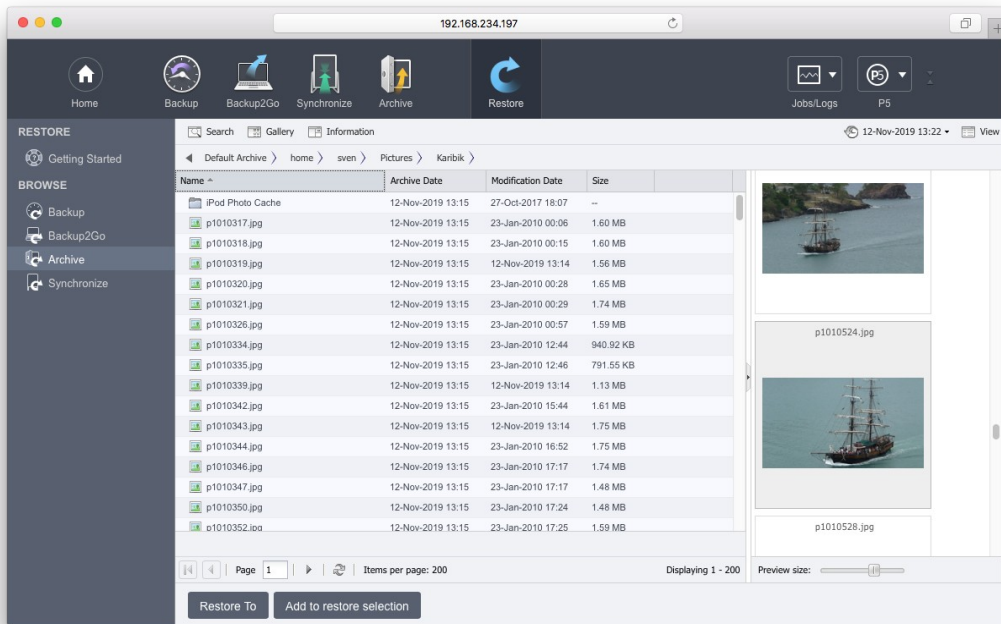 192.168.234.197
Home
Backup
Backup2Go
Synchronize
Archive
Restore
Jobs/Logs
P5
P5
RESTORE
Getting Started
BROWSE
Backup
Backup2Go
Archive
Synchronize
Search Gallery Information 12-Nov-2019 13:22 View
Default Archive home sven Pictures Karibik
Name Archive Date Modification Date Size
iPod Photo Cache 12-Nov-2019 13:15 27-Oct-2017 18:07 --
p1010317.jpg 12-Nov-2019 13:15 23-Jan-2010 00:06 1.60 MB
p1010318.jpg 12-Nov-2019 13:15 23-Jan-2010 00:15 1.60 MB
p1010319.jpg 12-Nov-2019 13:15 12-Nov-2019 13:14 1.56 MB
p1010320.jpg 12-Nov-2019 13:15 23-Jan-2010 00:28 1.65 MB
p1010321.jpg 12-Nov-2019 13:15 23-Jan-2010 00:29 1.74 MB
p1010326.jpg 12-Nov-2019 13:15 23-Jan-2010 00:57 1.59 MB
p1010334.jpg 12-Nov-2019 13:15 23-Jan-2010 12:44 940.92 KB
p1010335.jpg 12-Nov-2019 13:15 23-Jan-2010 12:46 791.55 KB
p1010339.jpg 12-Nov-2019 13:15 12-Nov-2019 13:14 1.13 MB
p1010342.jpg 12-Nov-2019 13:15 23-Jan-2010 15:44 1.61 MB
p1010343.jpg 12-Nov-2019 13:15 12-Nov-2019 13:14 1.75 MB
p1010344.jpg 12-Nov-2019 13:15 23-Jan-2010 16:52 1.75 MB
p1010346.jpg 12-Nov-2019 13:15 23-Jan-2010 17:17 1.74 MB
p1010347.jpg 12-Nov-2019 13:15 23-Jan-2010 17:17 1.48 MB
p1010350.jpg 12-Nov-2019 13:15 23-Jan-2010 17:24 1.48 MB
p1010352.jpg 12-Nov-2019 13:15 23-Jan-2010 17:25 1.59 MB
p1010524.jpg
p1010528.jpg
Page 1 Items per page: 200 Displaying 1 - 200 Preview size:
Restore To Add to restore selection